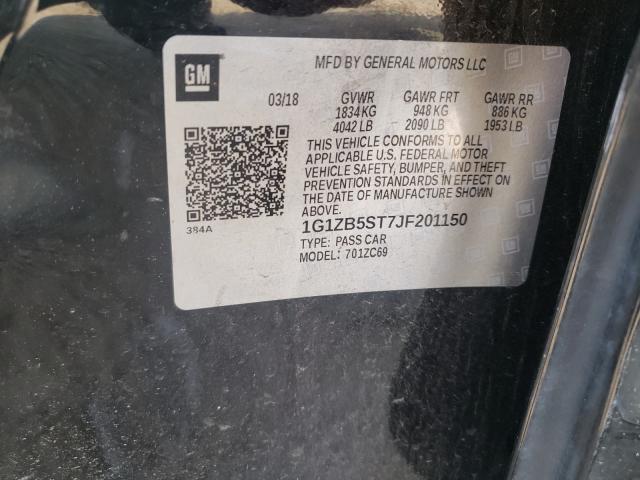 GM
MFD BY GENERAL MOTORS LLC
03/18 GVWR GAWR FRT GAWR RR
1834 KG 948 KG 886 KG
4042 LB 2090 LB 1953 LB
THIS VEHICLE CONFORMS TO ALL
APPLICABLE U.S. FEDERAL MOTOR
VEHICLE SAFETY, BUMPER, AND THEFT
PREVENTION STANDARDS IN EFFECT ON
THE DATE OF MANUFACTURE SHOWN
ABOVE.
384A
1G1ZB5ST7JF201150
TYPE: PASS CAR
MODEL: 701ZC69